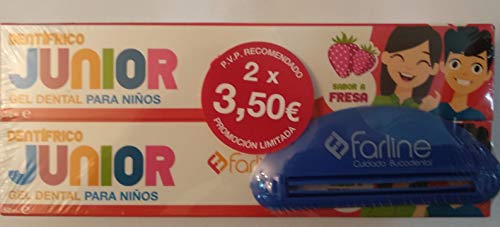 DENTÍFRICO
JUNIOR
GEL DENTAL PARA NIÑOS
P.V.P. RECOMENDADO
2 x
3,50€
PROMOCIÓN LIMITADA
SABOR A
FRESA
DENTÍFRICO
JUNIOR
GEL DENTAL PARA NIÑOS
farline
farline
Cuidado Bucodental